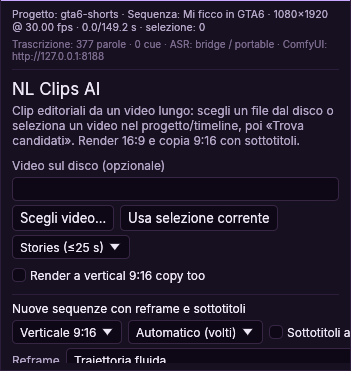 Progetto: gta6-shorts · Sequenza: Mi ficco in GTA6 · 1080×1920
@ 30.00 fps · 0.0/149.2 s · selezione: 0
Trascrizione: 377 parole · 0 cue · ASR: bridge / portable · ComfyUI:
http://127.0.0.1:8188
NL Clips AI
Clip editoriali da un video lungo: scegli un file dal disco o
seleziona un video nel progetto/timeline, poi «Trova
candidati». Render 16:9 e copia 9:16 con sottotitoli.
Video sul disco (opzionale)
Scegli video... Usa selezione corrente
Stories (≤25 s)
Render a vertical 9:16 copy too
Nuove sequenze con reframe e sottotitoli
Verticale 9:16 Automatico (volti) Sottotitoli a
Reframe Traiettoria fluida